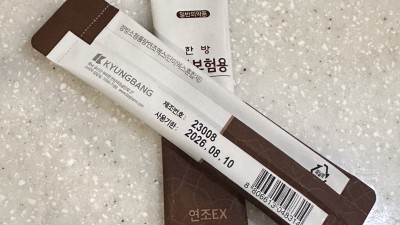 일반의약품
한방
보험용
KYUNGBANG
제조번호: 23008
사용기한: 2026.08.10
8806613048314
연조EX